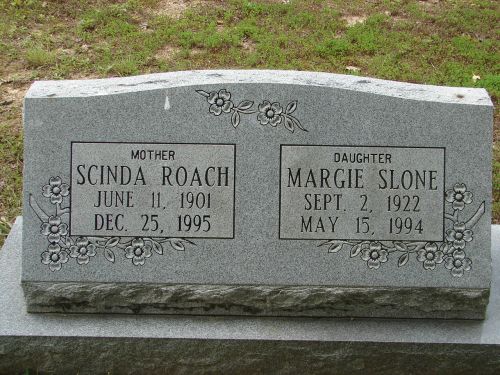 MOTHER
SCINDA ROACH
JUNE 11, 1901
DEC. 25, 1995
DAUGHTER
MARGIE SLONE
SEPT. 2, 1922
MAY 15, 1994